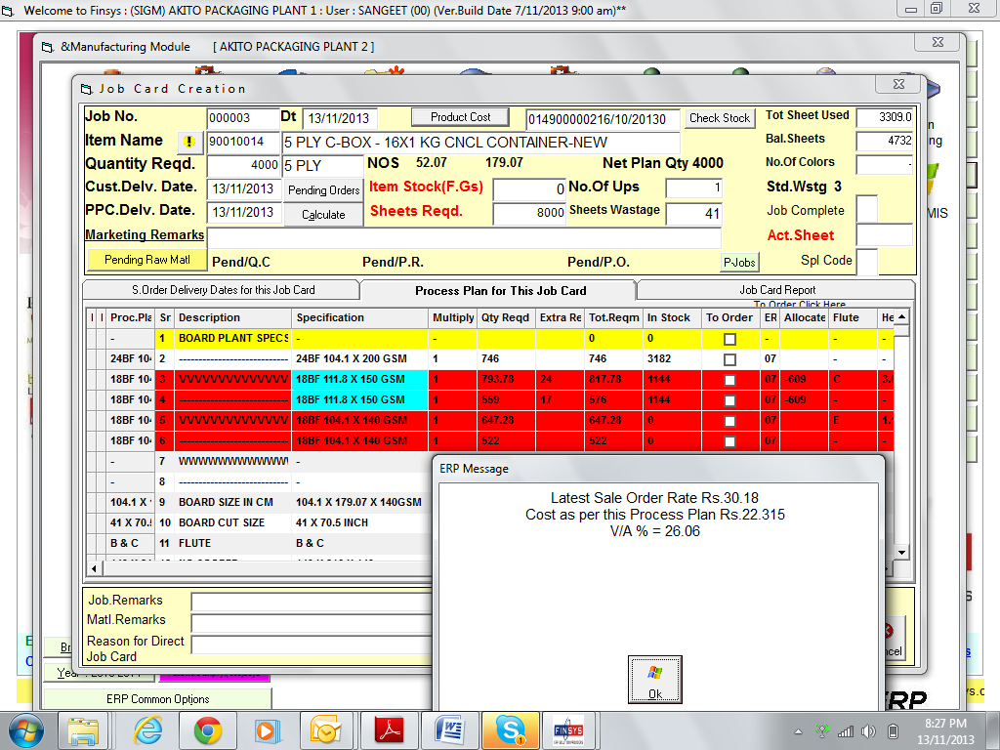 Welcome to Finsys : (SIGM) AKITO PACKAGING PLANT 1 : User : SANGEET (00) (Ver.Build Date 7/11/2013 9:00 am)**
&Manufacturing Module [ AKITO PACKAGING PLANT 2 ]
Job Card Creation
Job No. 000003 Dt 13/11/2013 Product Cost 014900000216/10/20130 Check Stock Tot Sheet Used 3309.0
Item Name 90010014 5 PLY C-BOX - 16X1 KG CNCL CONTAINER-NEW Bal.Sheets 4732
Quantity Reqd. 4000 5 PLY NOS 52.07 179.07 Net Plan Qty 4000 No.Of Colors -
Cust.Delv. Date. 13/11/2013 Pending Orders Item Stock(F.Gs) 0 No.Of Ups 1 Std.Wstg 3
PPC.Delv. Date. 13/11/2013 Calculate Sheets Reqd. 8000 Sheets Wastage 41 Job Complete
Marketing Remarks Act.Sheet
Pending Raw Matl Pend/Q.C Pend/P.R. Pend/P.O. P-Jobs Spl Code
MIS
S.Order Delivery Dates for this Job Card Process Plan for This Job Card Job Card Report
To Order Click Here
Proc.Pla Sr Description Specification Multiply Qty Reqd Extra Re Tot.Reqm In Stock To Order ER Allocate Flute He
- 1 BOARD PLANT SPECS - - 0 0 - - -
24BF 10 2 ---------------------------- 24BF 104.1 X 200 GSM 1 746 746 3182 07 - -
18BF 10 3 VVVVVVVVVVVVVV 18BF 111.8 X 150 GSM 1 793.78 24 817.78 1144 07 -609 C
18BF 10 4 ---------------------------- 18BF 111.8 X 150 GSM 1 559 17 576 1144 07 -609 - -
18BF 10 5 VVVVVVVVVVVVVV 18BF 104.1 X 140 GSM 1 647.28 647.28 0 07 E
18BF 10 6 ---------------------------- 18BF 104.1 X 140 GSM 1 522 522 0 07 - -
- 7 WWWWWWWWWWWW -
- 8 ---------------------------- -
104.1 X 9 BOARD SIZE IN CM 104.1 X 179.07 X 140GSM
41 X 70.5 10 BOARD CUT SIZE 41 X 70.5 INCH
B & C 11 FLUTE B & C
ERP Message
Latest Sale Order Rate Rs.30.18
Cost as per this Process Plan Rs.22.315
V/A % = 26.06
Ok
Job.Remarks
Matl.Remarks
Reason for Direct
Job Card
ncel
ERP Common Options
ERP
FINSYS
8:27 PM
13/11/2013